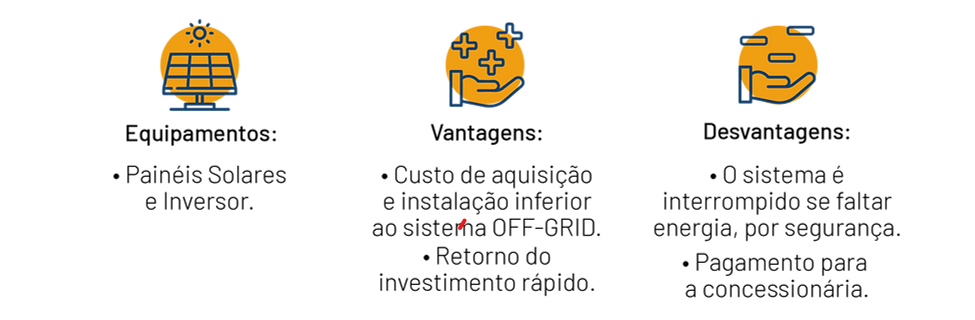 Equipamentos:
• Painéis Solares
e Inversor.
Vantagens:
• Custo de aquisição
e instalação inferior
ao sistema OFF-GRID.
• Retorno do
investimento rápido.
Desvantagens:
• O sistema é
interrompido se faltar
energia, por segurança.
• Pagamento para
a concessionária.